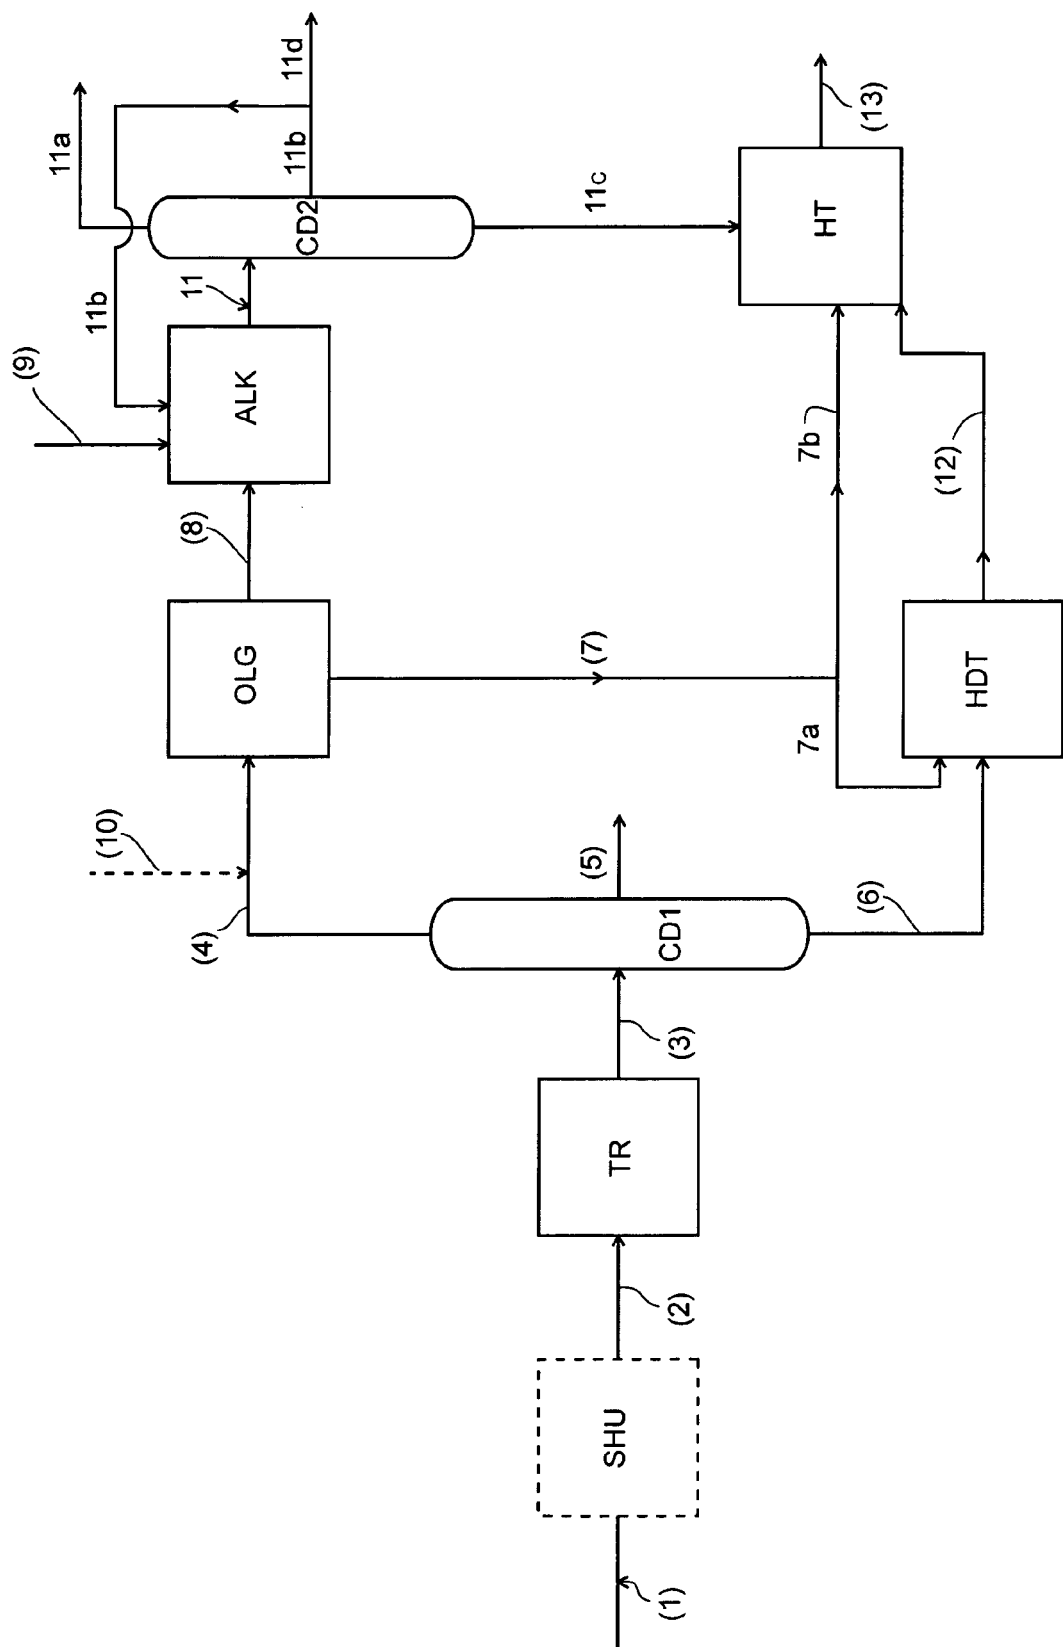 (1)
SHU
(2)
TR
(3)
CD1
(4)
(10)
(5)
(6)
OLG
(7)
7a
7b
HDT
(8)
(9)
ALK
11b
11
CD2
11a
11b
11d
11c
(12)
HT
(13)